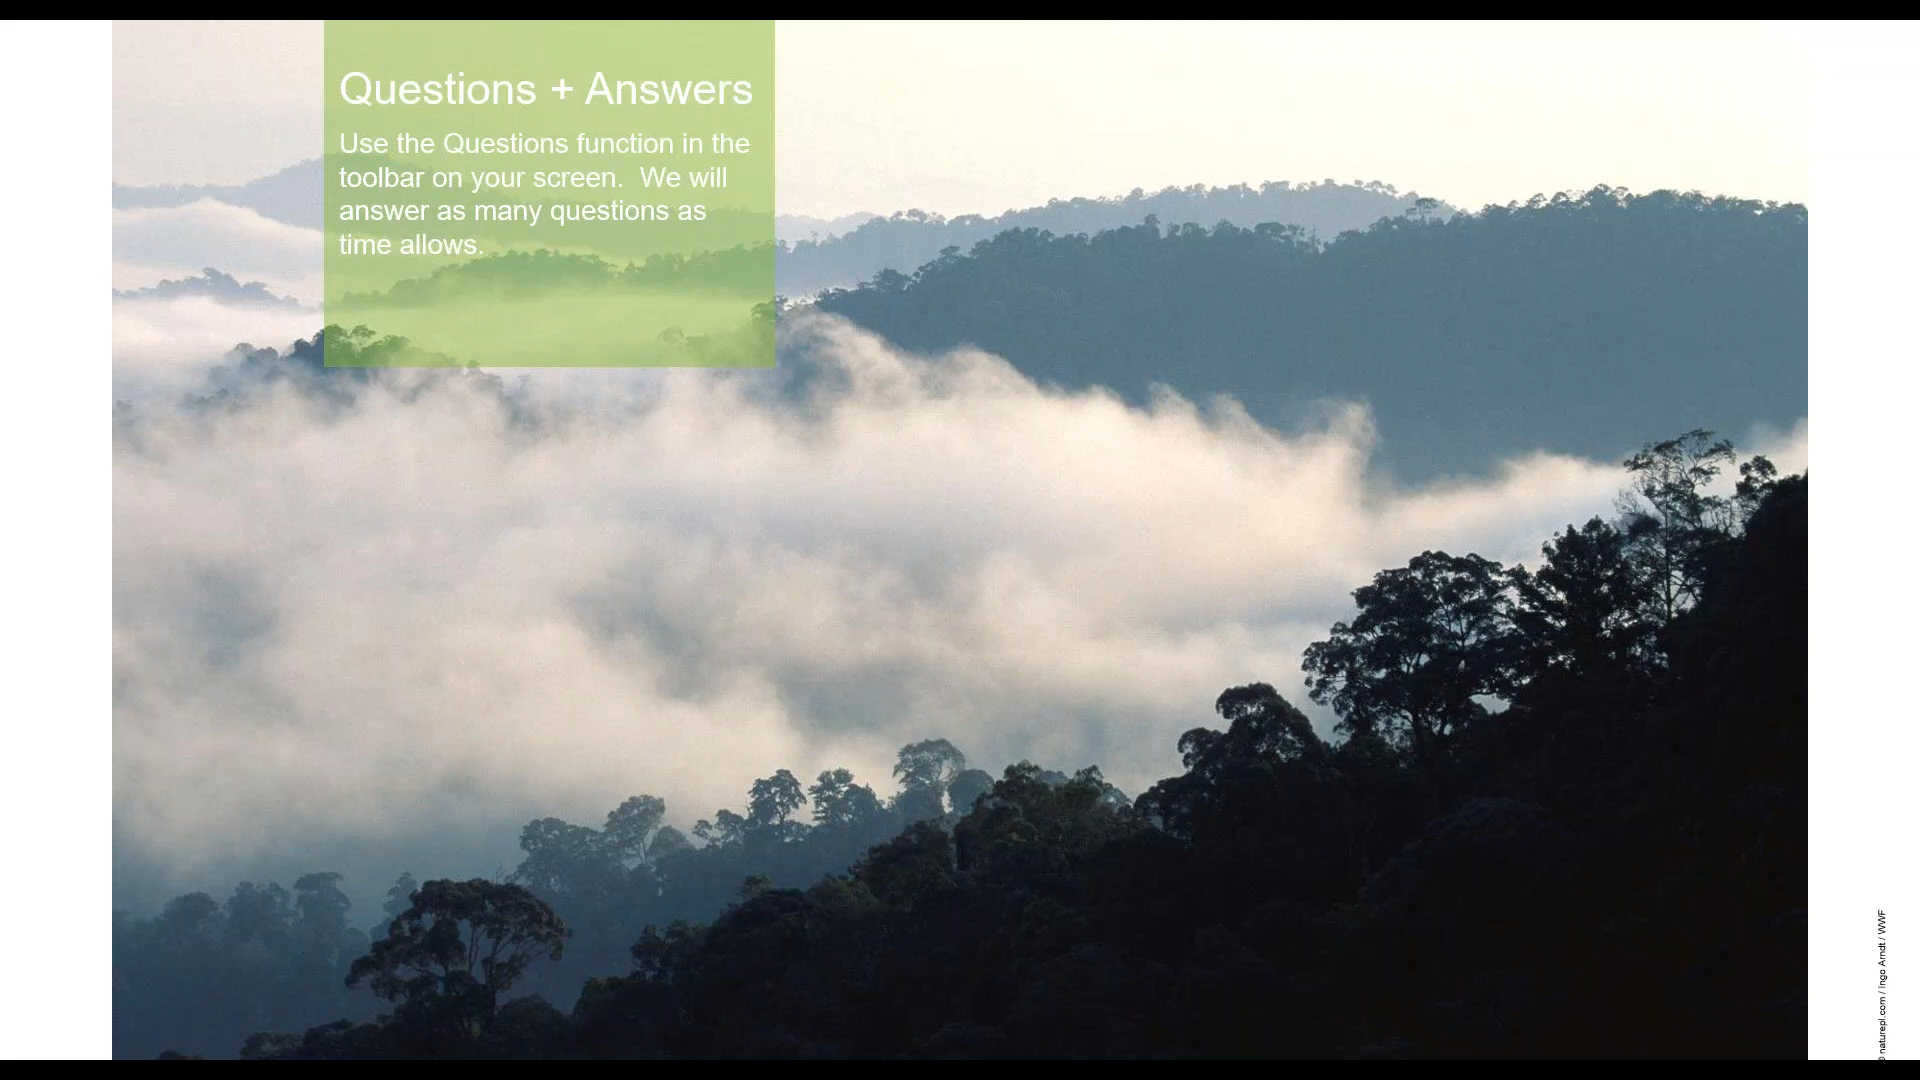 Questions + Answers
Use the Questions function in the
toolbar on your screen.  We will
answer as many questions as
time allows.
© naturepl.com / Ingo Arndt / WWF